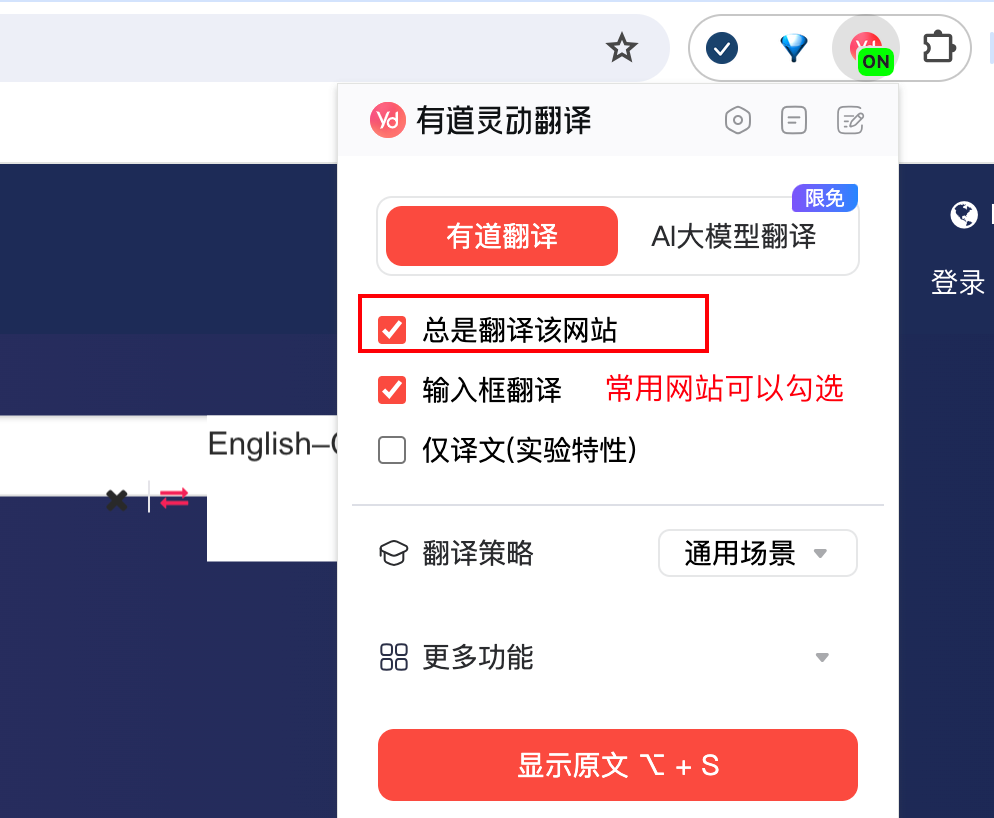 ON
Yd 有道灵动翻译
限免
有道翻译
AI大模型翻译
登录
总是翻译该网站
输入框翻译
常用网站可以勾选
English–
仅译文(实验特性)
翻译策略
通用场景
更多功能
显示原文 ⌥ + S